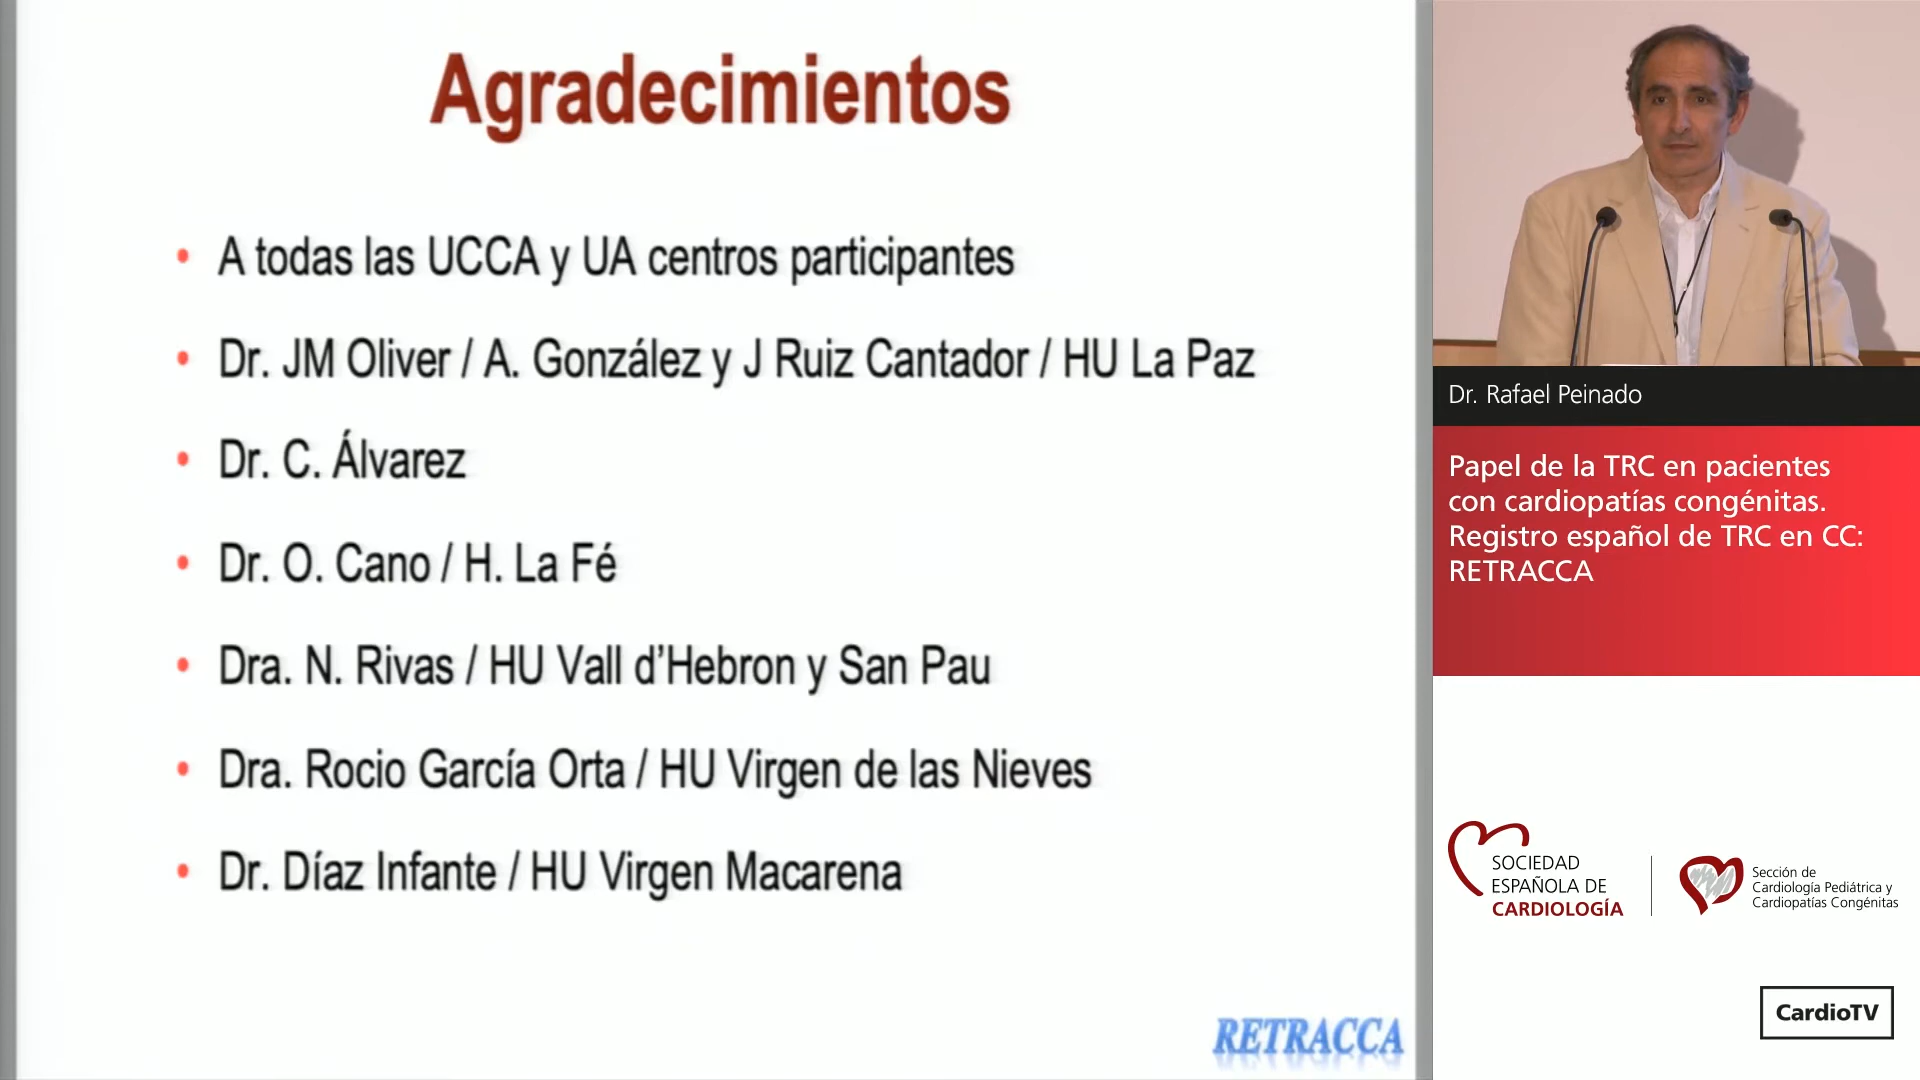 Agradecimientos
• A todas las UCCA y UA centros participantes
• Dr. JM Oliver / A. González y J Ruiz Cantador / HU La Paz
• Dr. C. Álvarez
• Dr. O. Cano / H. La Fé
• Dra. N. Rivas / HU Vall d’Hebron y San Pau
• Dra. Rocio García Orta / HU Virgen de las Nieves
• Dr. Díaz Infante / HU Virgen Macarena
RETRACCA
Dr. Rafael Peinado
Papel de la TRC en pacientes
con cardiopatías congénitas.
Registro español de TRC en CC:
RETRACCA
SOCIEDAD
ESPAÑOLA DE
CARDIOLOGÍA
Sección de
Cardiología Pediátrica y
Cardiopatías Congénitas
CardioTV